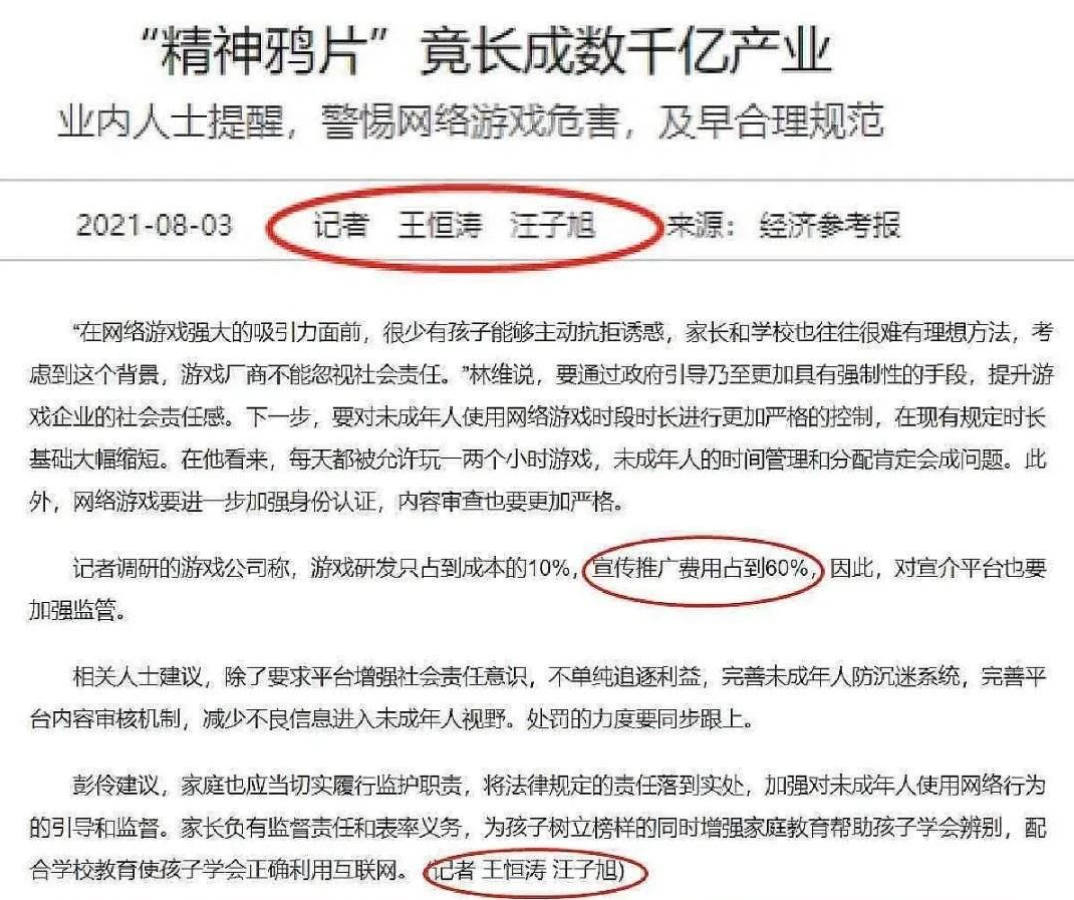 “精神鸦片”竟长成数千亿产业
业内人士提醒，警惕网络游戏危害，及早合理规范
2021-08-03 记者 王恒涛 汪子旭 来源： 经济参考报
“在网络游戏强大的吸引力面前，很少有孩子能够主动抗拒诱惑，家长和学校也往往很难有理想方法，考
虑到这个背景，游戏厂商不能忽视社会责任。”林维说，要通过政府引导乃至更加具有强制性的手段，提升游
戏企业的社会责任感。下一步，要对未成年人使用网络游戏时段时长进行更加严格的控制，在现有规定时长
基础大幅缩短。在他看来，每天都被允许玩一两个小时游戏，未成年人的时间管理和分配肯定会成问题。此
外，网络游戏要进一步加强身份认证，内容审查也要更加严格。
记者调研的游戏公司称，游戏研发只占到成本的10%，宣传推广费用占到60%，因此，对宣介平台也要
加强监管。
相关人士建议，除了要求平台增强社会责任意识，不单纯追逐利益，完善未成年人防沉迷系统，完善平
台内容审核机制，减少不良信息进入未成年人视野。处罚的力度要同步跟上。
彭伶建议，家庭也应当切实履行监护职责，将法律规定的责任落到实处，加强对未成年人使用网络行为
的引导和监督。家长负有监督责任和表率义务，为孩子树立榜样的同时增强家庭教育帮助孩子学会辨别，配
合学校教育使孩子学会正确利用互联网。（记者 王恒涛 汪子旭)